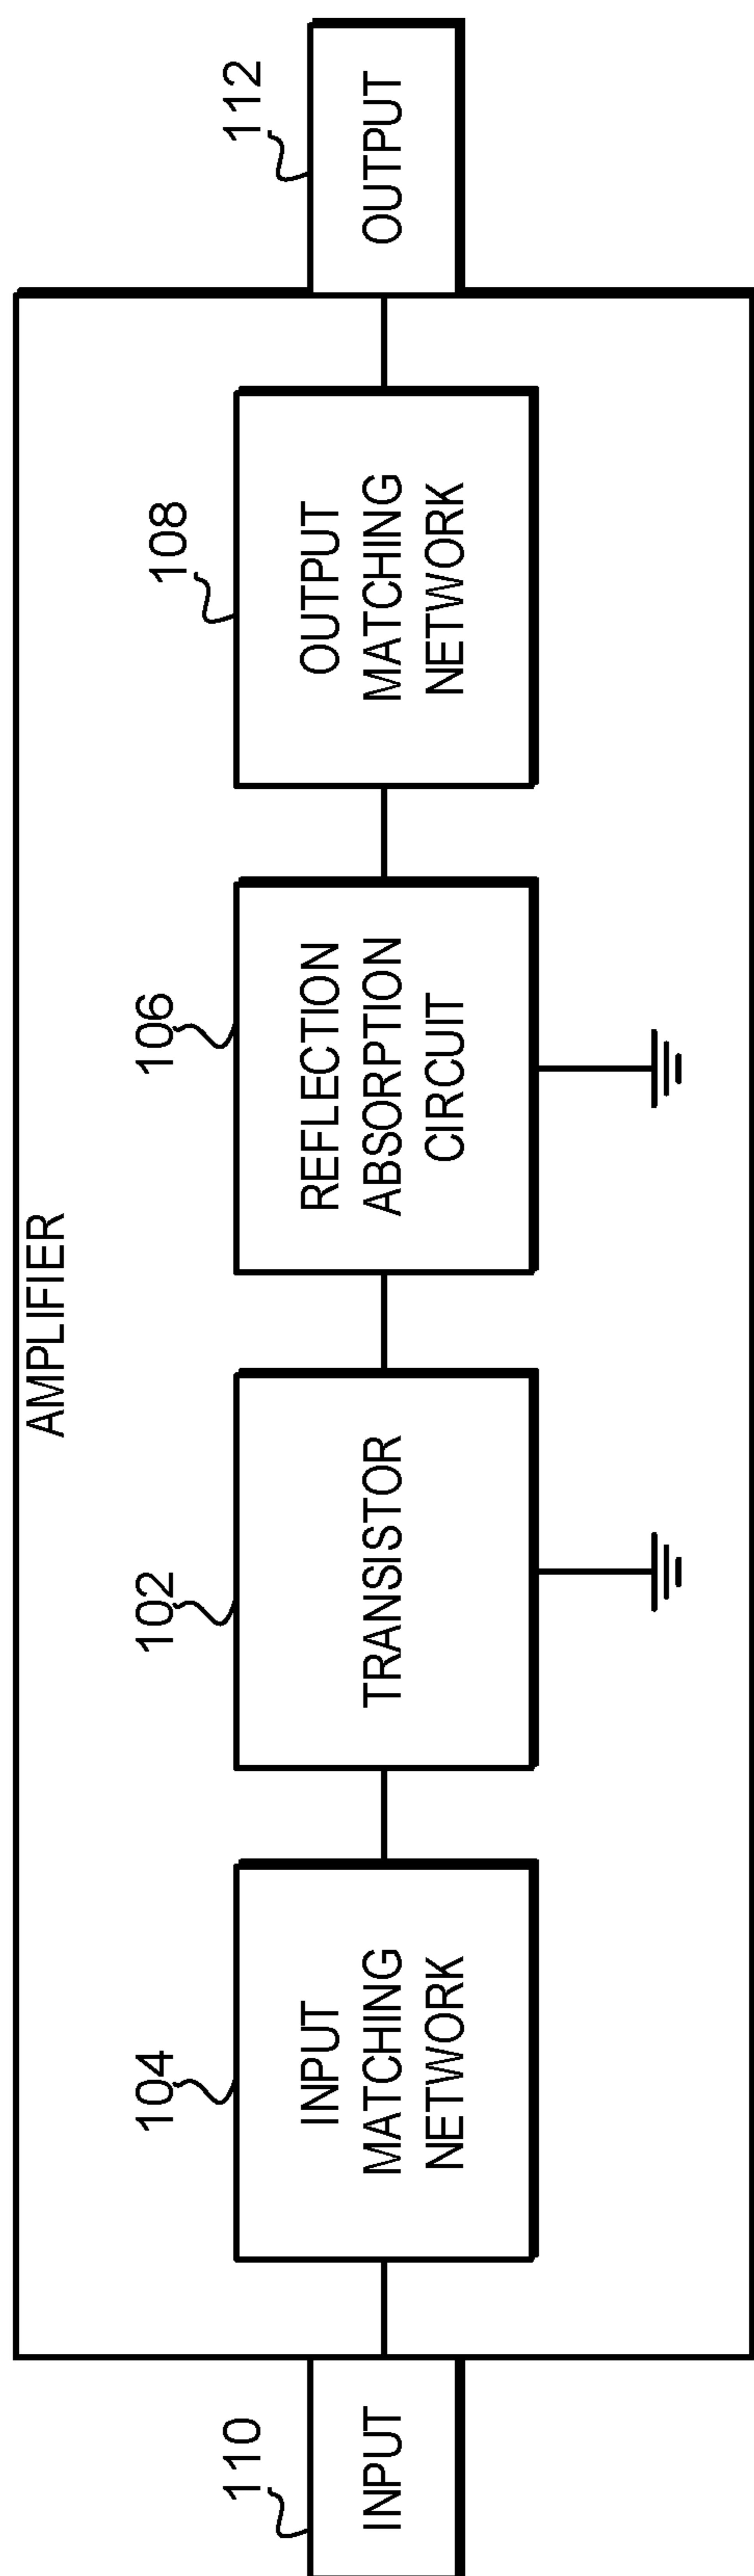 AMPLIFIER
110
INPUT
104
INPUT
MATCHING
NETWORK
102
TRANSISTOR
106
REFLECTION
ABSORPTION
CIRCUIT
108
OUTPUT
MATCHING
NETWORK
112
OUTPUT